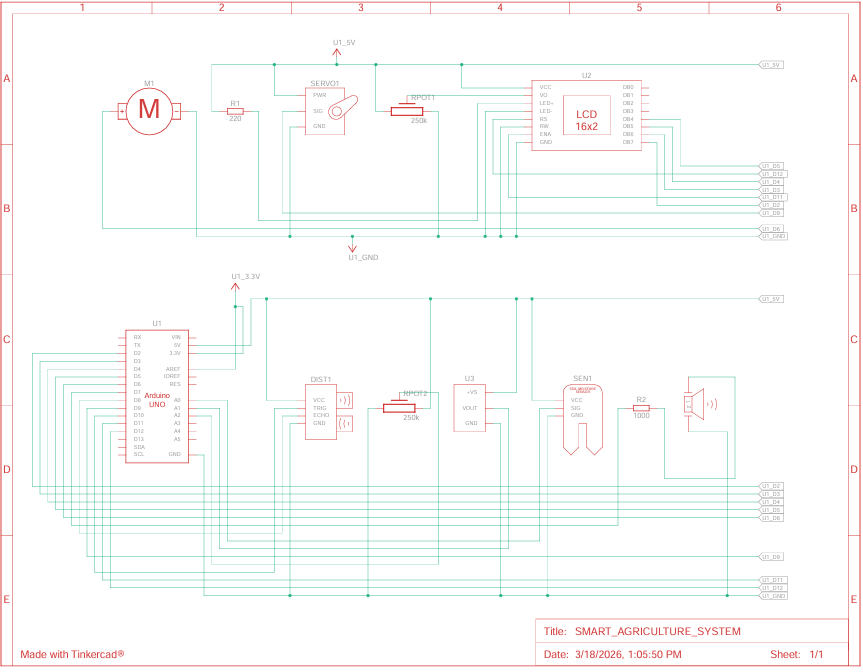 1 2 3 4 5 6
A A
U1_5V
U1_5V
M1
M
+ -
R1
220
SERVO1
PWR
SIG
GND
RPOT1
250k
U2
LCD
16x2
VCC DB0
VO DB1
LED+ DB2
LED- DB3
RS DB4
RW DB5
ENA DB6
GND DB7
B B
U1_D5
U1_D12
U1_D4
U1_D3
U1_D11
U1_D2
U1_D9
U1_D6
U1_GND
U1_GND
U1_3.3V
U1_5V
C C
U1
Arduino
UNO
RX VIN
TX 5V
D2 3.3V
D3
D4 AREF
D5 IOREF
D6 RES
D7
D8 A0
D9 A1
D10 A2
D11 A3
D12 A4
D13 A5
SDA
SCL GND
DIST1
VCC
TRIG
ECHO
GND
RPOT2
250k
U3
+VS
VOUT
GND
SEN1
SOIL MOISTURE
SENSOR
VCC
SIG
GND
R2
1000
D D
U1_D2
U1_D3
U1_D4
U1_D5
U1_D6
U1_D9
U1_D11
U1_D12
U1_GND
E E
Title: SMART_AGRICULTURE_SYSTEM
Made with Tinkercad®
Date: 3/18/2026, 1:05:50 PM Sheet: 1/1